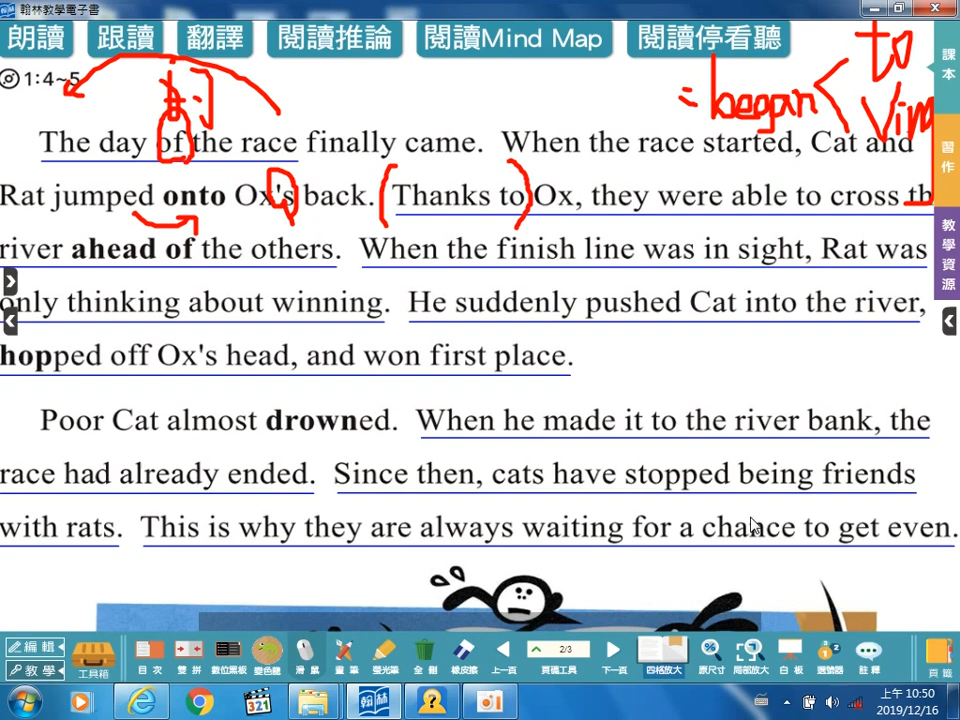 翰林教學電子書
朗讀 跟讀 翻譯 閱讀推論 閱讀Mind Map 閱讀停看聽
1:4~5
to
= began
Ving
The day of the race finally came. When the race started, Cat and
Rat jumped onto Ox's back. (Thanks to) Ox, they were able to cross th
river ahead of the others. When the finish line was in sight, Rat was
only thinking about winning. He suddenly pushed Cat into the river,
hopped off Ox's head, and won first place.
Poor Cat almost drowned. When he made it to the river bank, the
race had already ended. Since then, cats have stopped being friends
with rats. This is why they are always waiting for a chance to get even.
課本
習作
教學資源
編輯
教學
工具箱 目次 雙拼 數位黑板 變色龍 滑鼠 畫筆 螢光筆 全刪 橡皮擦 上一頁 2/3 頁碼工具 下一頁 四格放大 原尺寸 局部放大 白板 選號器 註釋 頁籤
321 翰林
上午 10:50
2019/12/16